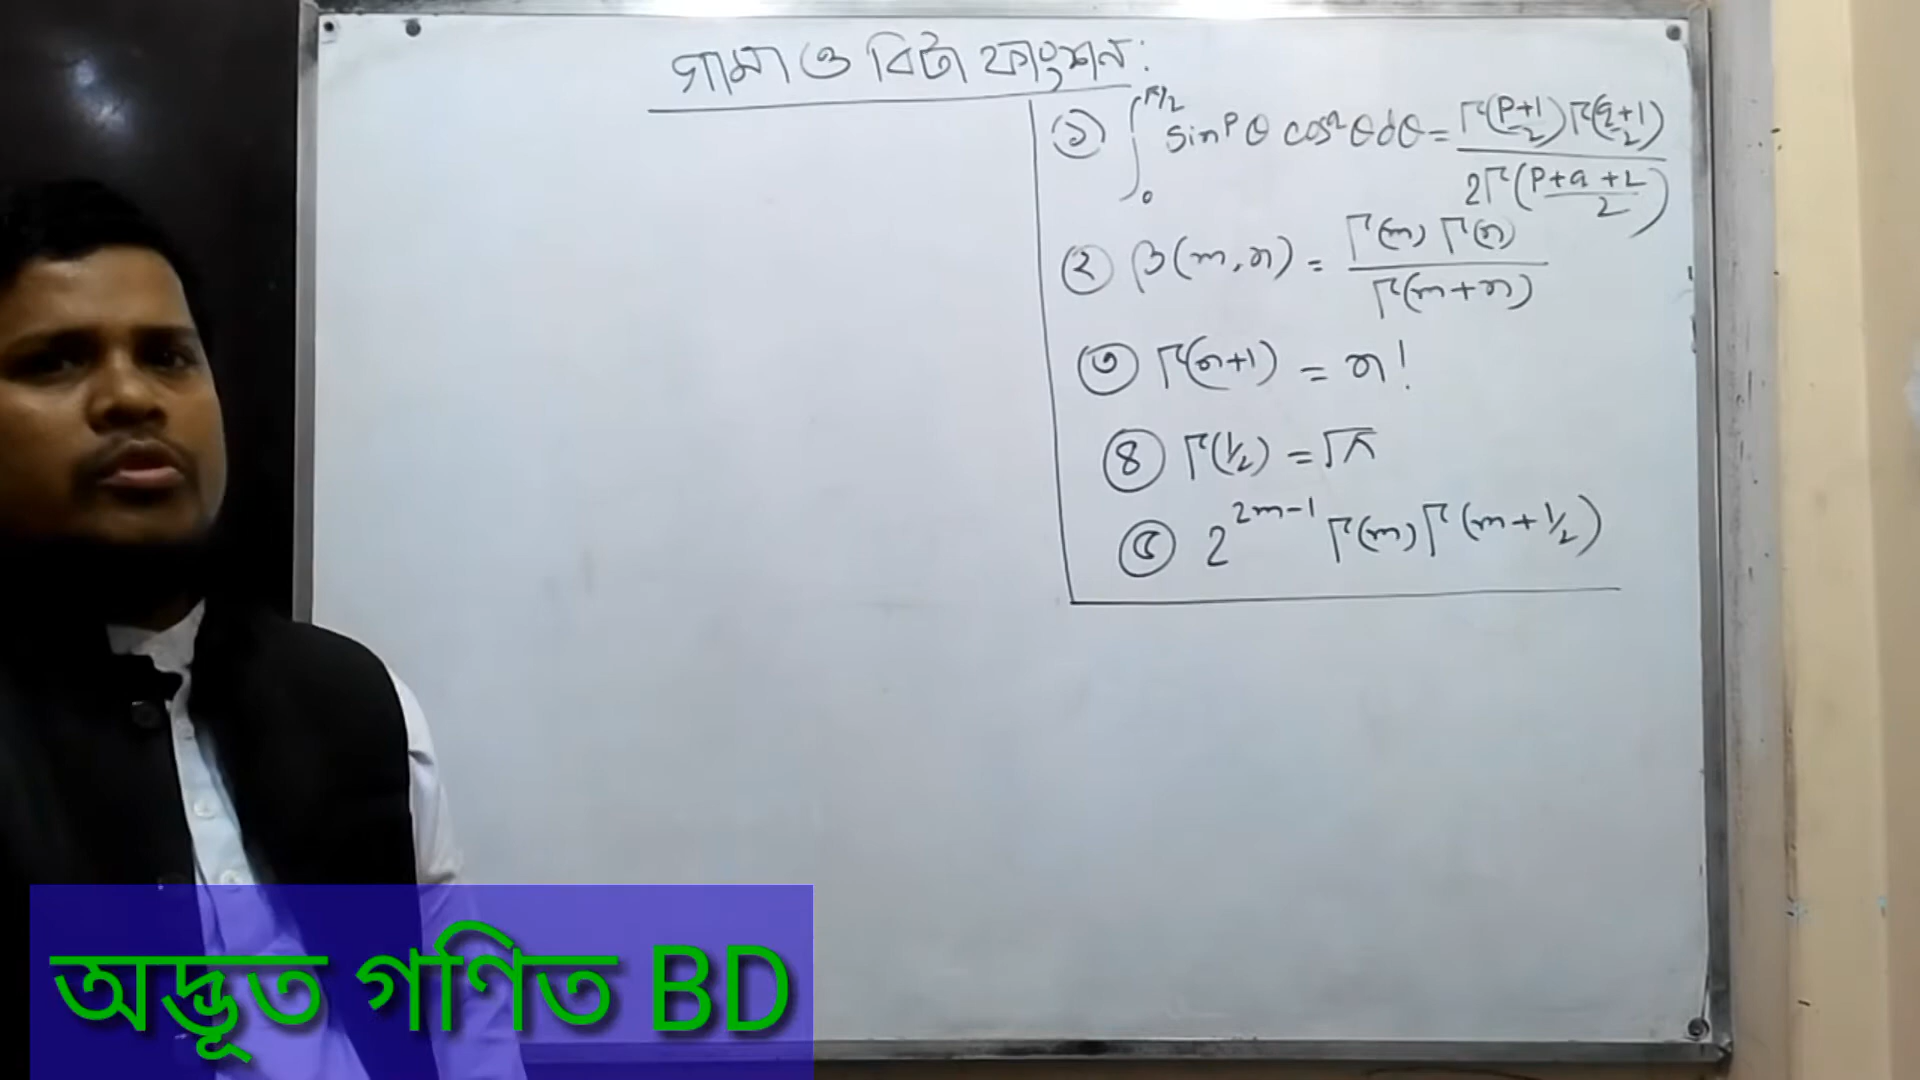 গামা ও বিটা ফাংশন:
১ ∫₀^π/2 sin^p θ cos^q θ dθ = Γ(p+1/2) Γ(q+1/2) / 2Γ(p+q+2/2)
২ β(m,n) = Γ(m) Γ(n) / Γ(m+n)
৩ Γ(n+1) = n!
৪ Γ(1/2) = √π
৫ 2^2m-1 Γ(m) Γ(m+1/2)
অদ্ভূত গণিত BD